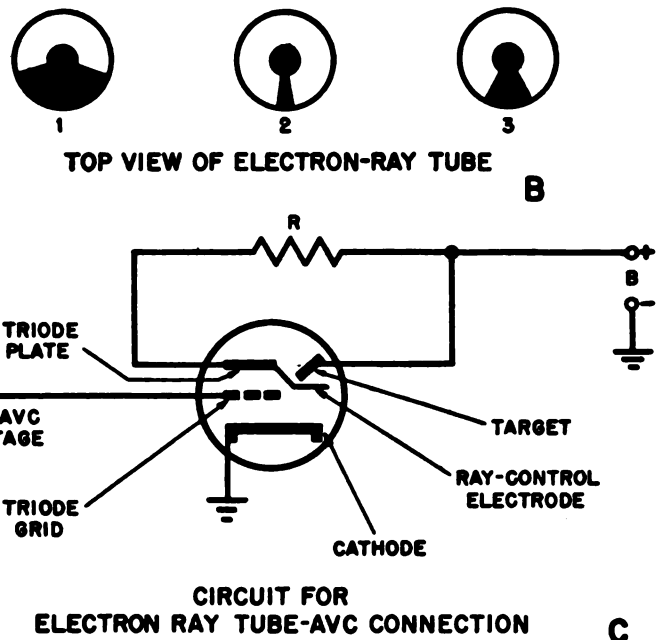 1
2
3
TOP VIEW OF ELECTRON-RAY TUBE
B
R
+
B
-
TRIODE
PLATE
AVC
TARGET
RAY-CONTROL
ELECTRODE
TRIODE
GRID
CATHODE
CIRCUIT FOR
ELECTRON RAY TUBE-AVC CONNECTION
C